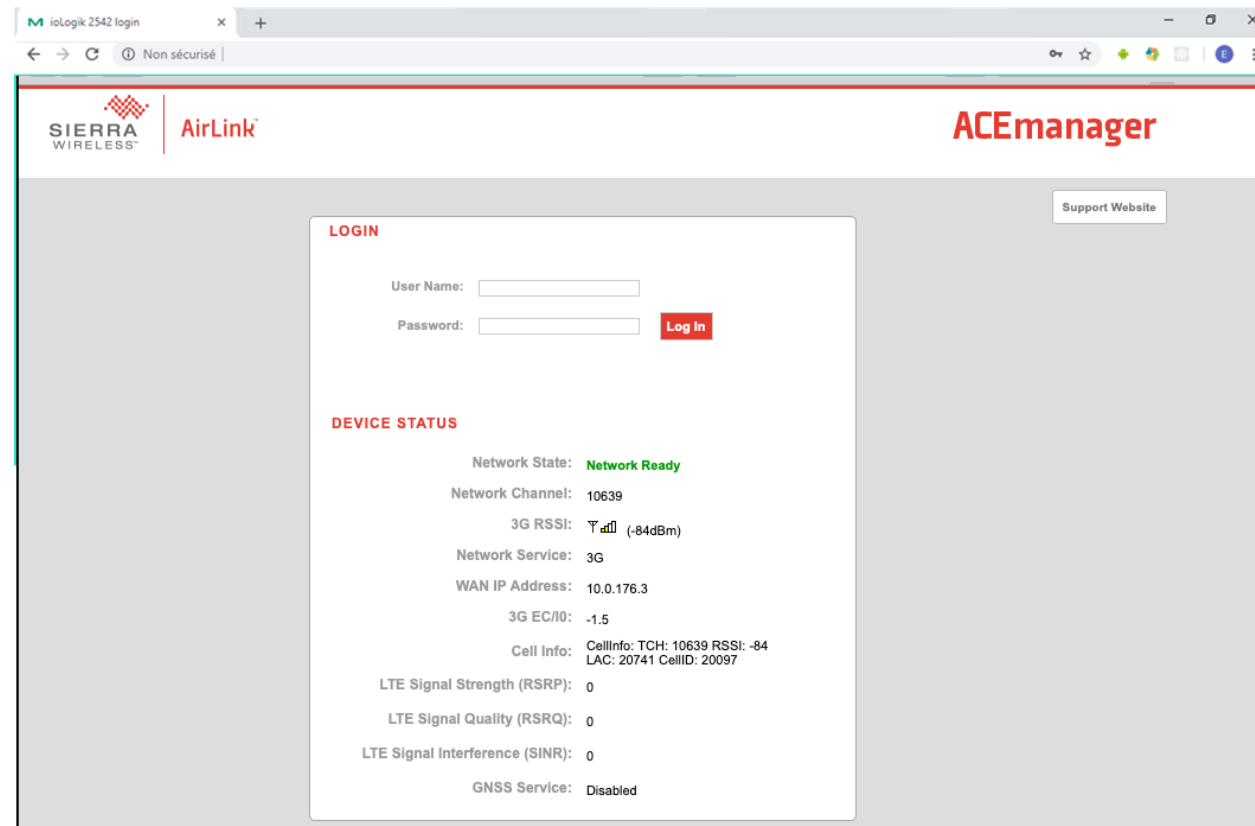 ioLogik 2542 login
Non sécurisé
E
SIERRA
WIRELESS™
AirLink™
ACEmanager
Support Website
LOGIN
User Name:
Password:
Log In
DEVICE STATUS
Network State: Network Ready
Network Channel: 10639
3G RSSI: (-84dBm)
Network Service: 3G
WAN IP Address: 10.0.176.3
3G EC/I0: -1.5
Cell Info: CellInfo: TCH: 10639 RSSI: -84
LAC: 20741 CellID: 20097
LTE Signal Strength (RSRP): 0
LTE Signal Quality (RSRQ): 0
LTE Signal Interference (SINR): 0
GNSS Service: Disabled